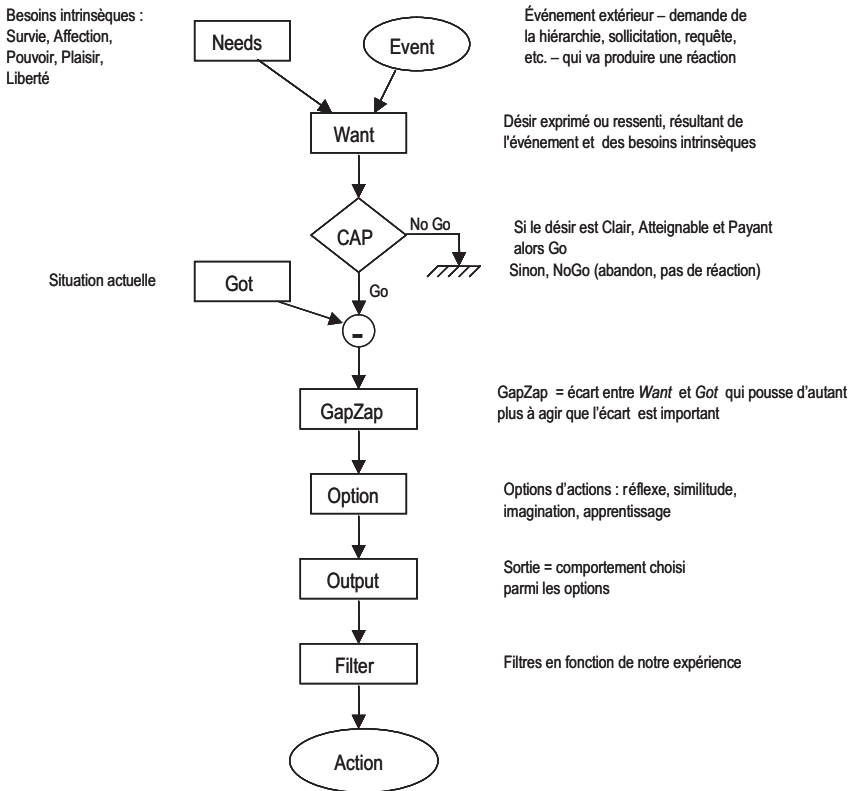 Besoins intrinsèques :
Survie, Affection,
Pouvoir, Plaisir,
Liberté
Needs
Event
Événement extérieur – demande de
la hiérarchie, sollicitation, requête,
etc. – qui va produire une réaction
Want
Désir exprimé ou ressenti, résultant de
l'événement et des besoins intrinsèques
CAP
No Go
Si le désir est Clair, Atteignable et Payant
alors Go
Sinon, NoGo (abandon, pas de réaction)
Situation actuelle
Got
Go
-
GapZap
GapZap = écart entre Want et Got qui pousse d'autant
plus à agir que l'écart est important
Option
Options d'actions : réflexe, similitude,
imagination, apprentissage
Output
Sortie = comportement choisi
parmi les options
Filter
Filtres en fonction de notre expérience
Action